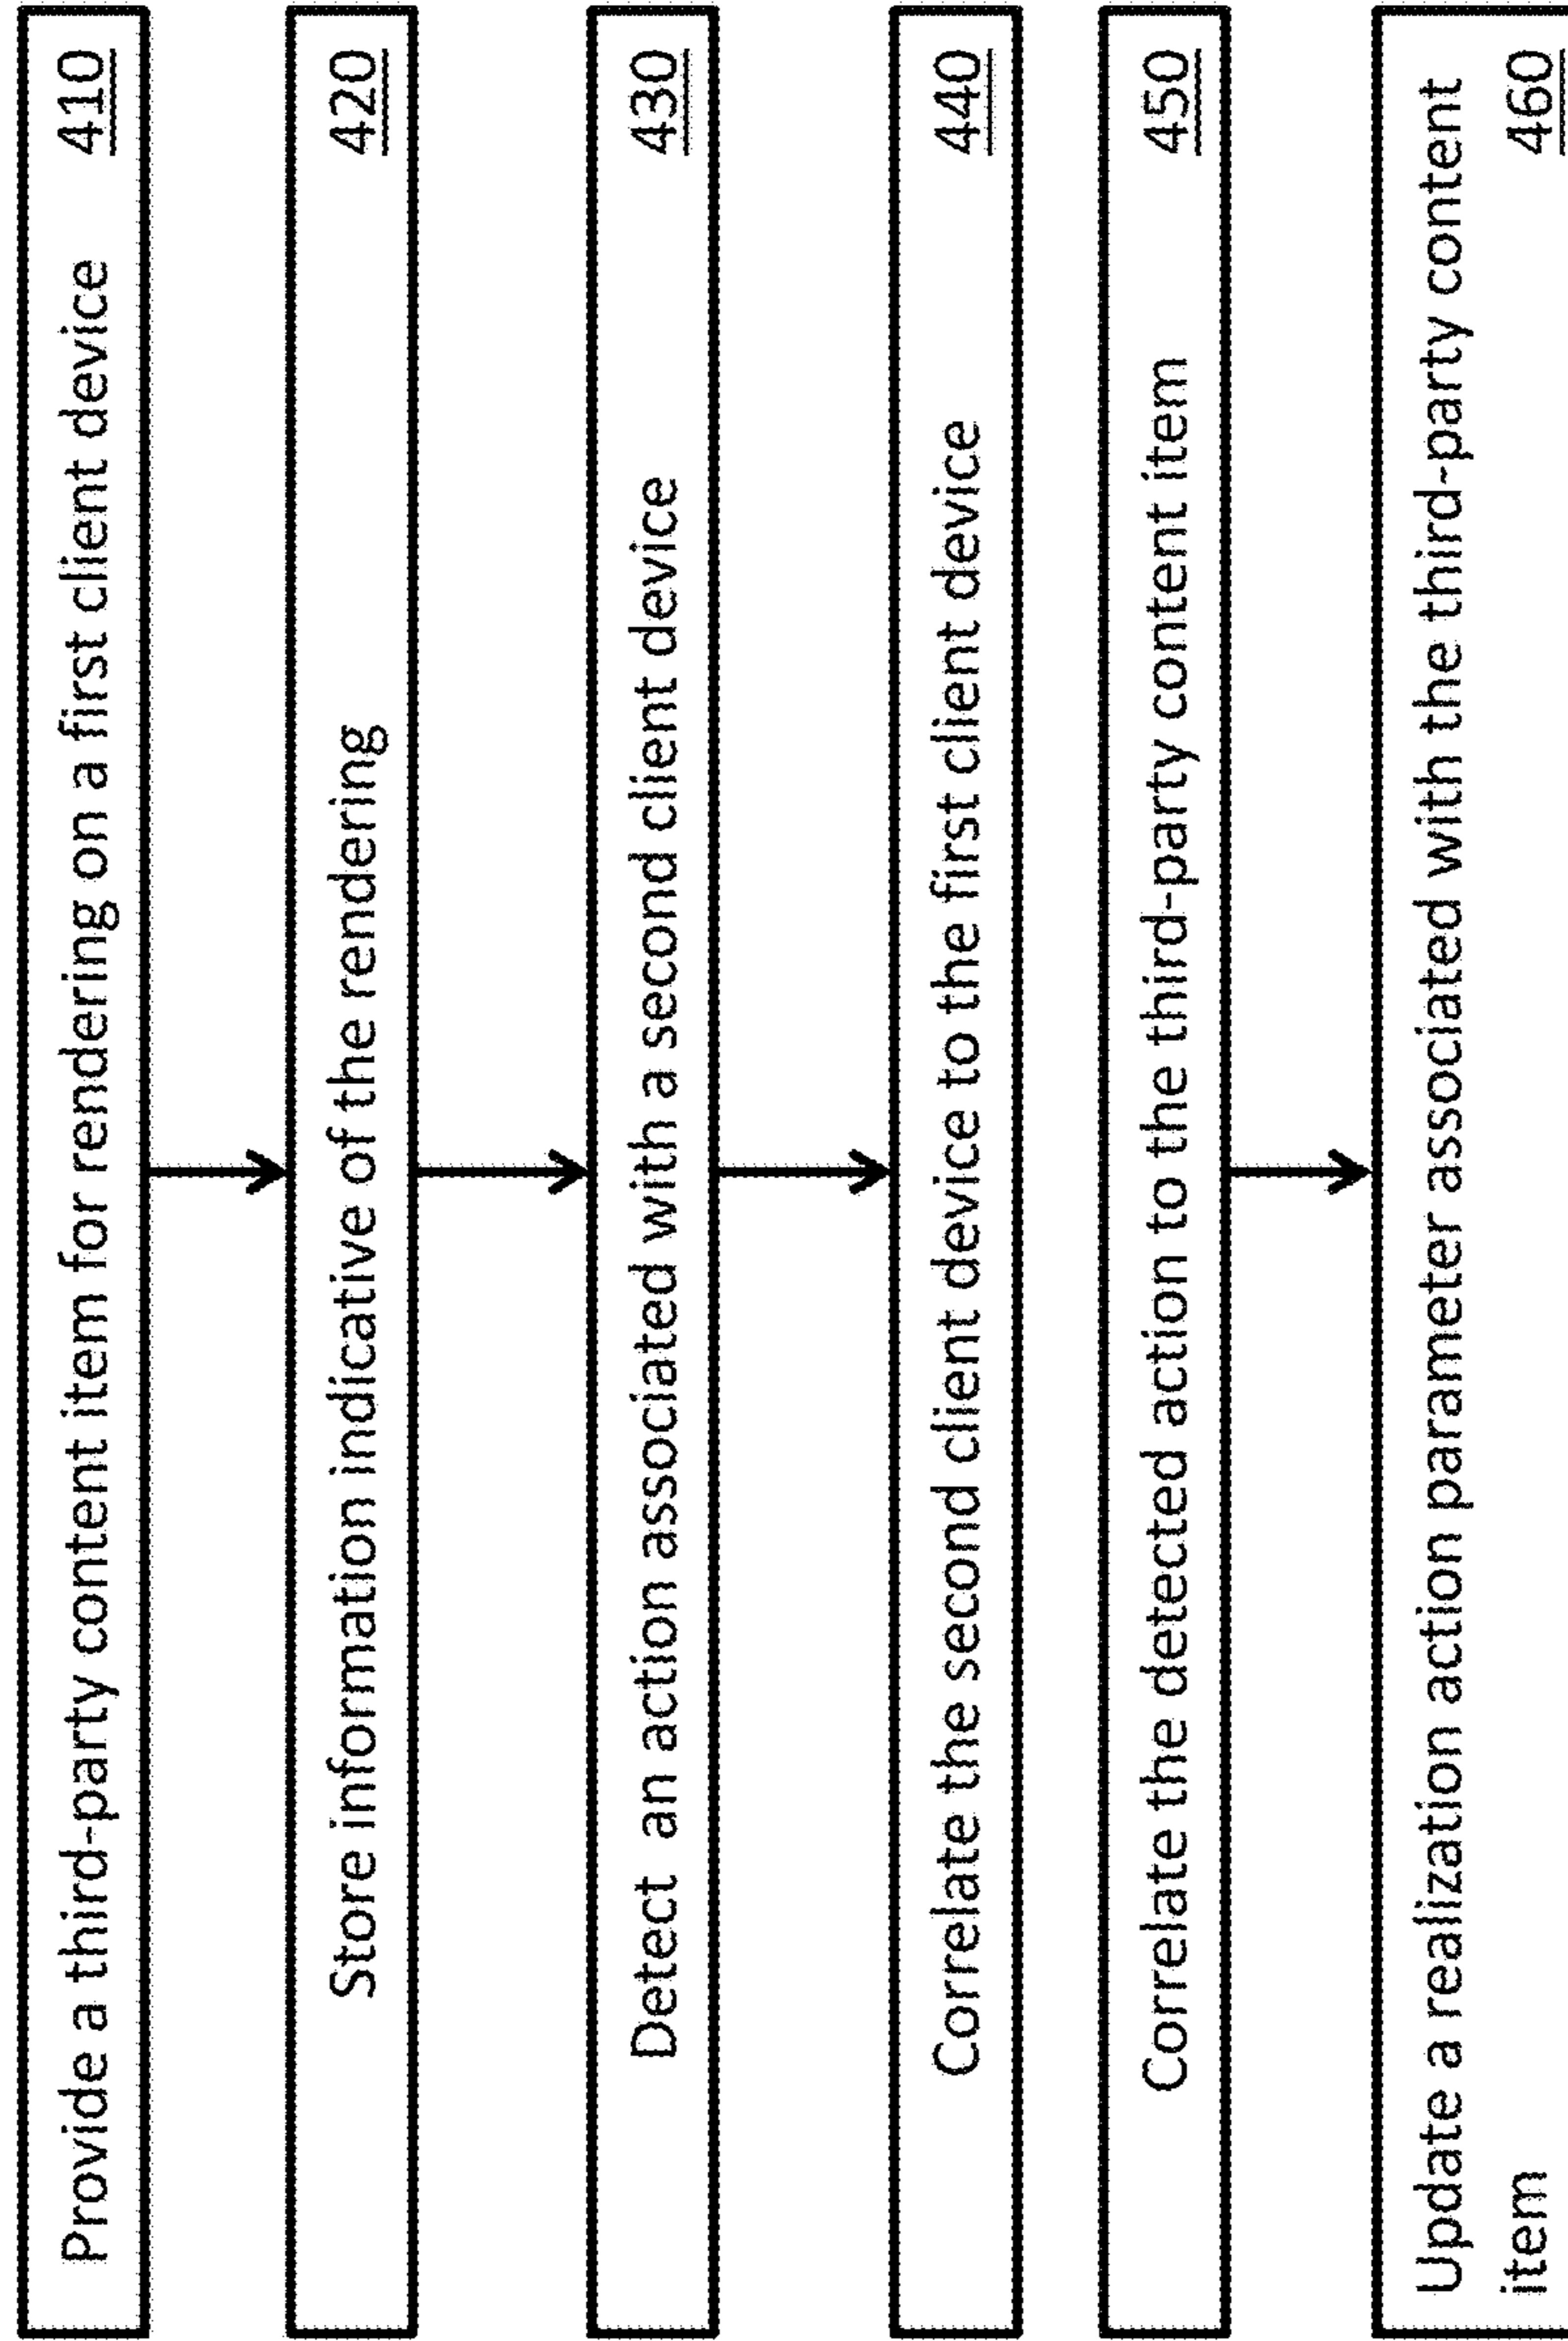 Provide a third-party content item for rendering on a first client device 410
Store information indicative of the rendering 420
Detect an action associated with a second client device 430
Correlate the second client device to the first client device 440
Correlate the detected action to the third-party content item 450
Update a realization action parameter associated with the third-party content
item 460